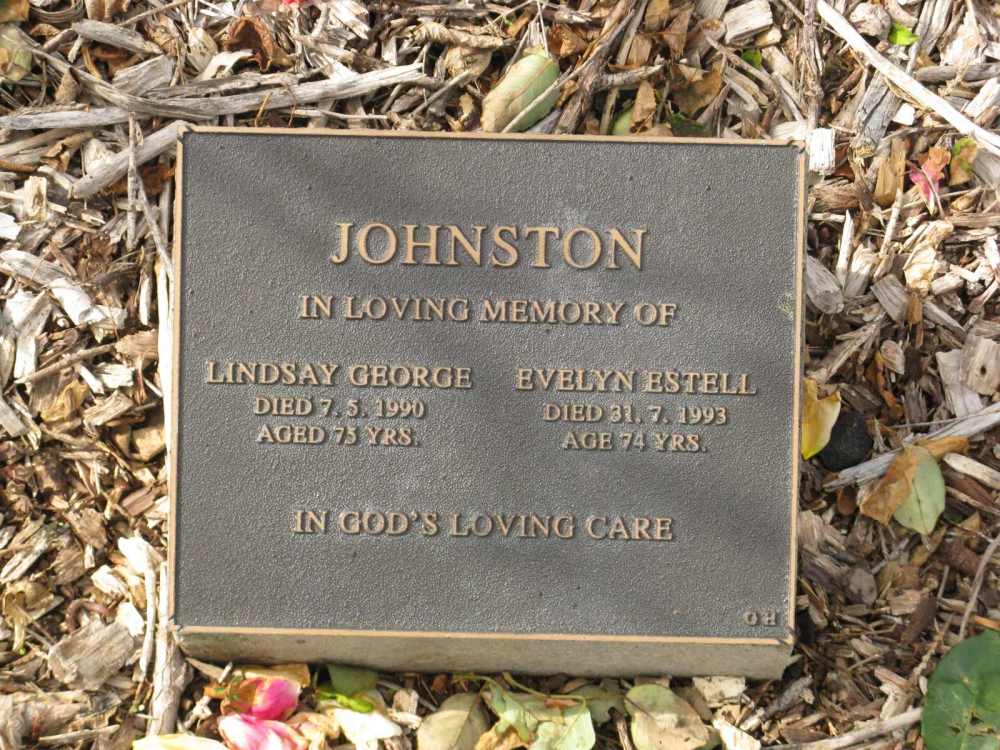 JOHNSTON
IN LOVING MEMORY OF
LINDSAY GEORGE
DIED 7. 5. 1990
AGED 75 YRS.
EVELYN ESTELL
DIED 31. 7. 1993
AGE 74 YRS.
IN GOD'S LOVING CARE